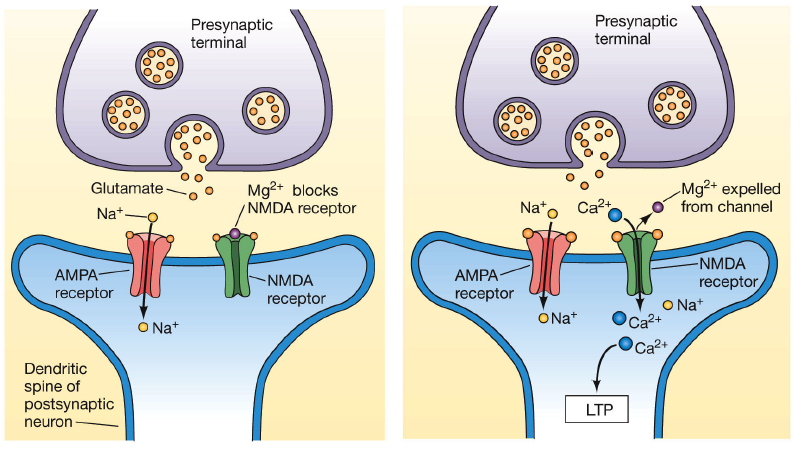 Presynaptic
terminal
Glutamate
Mg²⁺ blocks
NMDA receptor
Na⁺
AMPA
receptor
NMDA
receptor
Na⁺
Dendritic
spine of
postsynaptic
neuron
Presynaptic
terminal
Mg²⁺ expelled
from channel
Na⁺
Ca²⁺
AMPA
receptor
NMDA
receptor
Na⁺
Na⁺
Ca²⁺
Ca²⁺
LTP